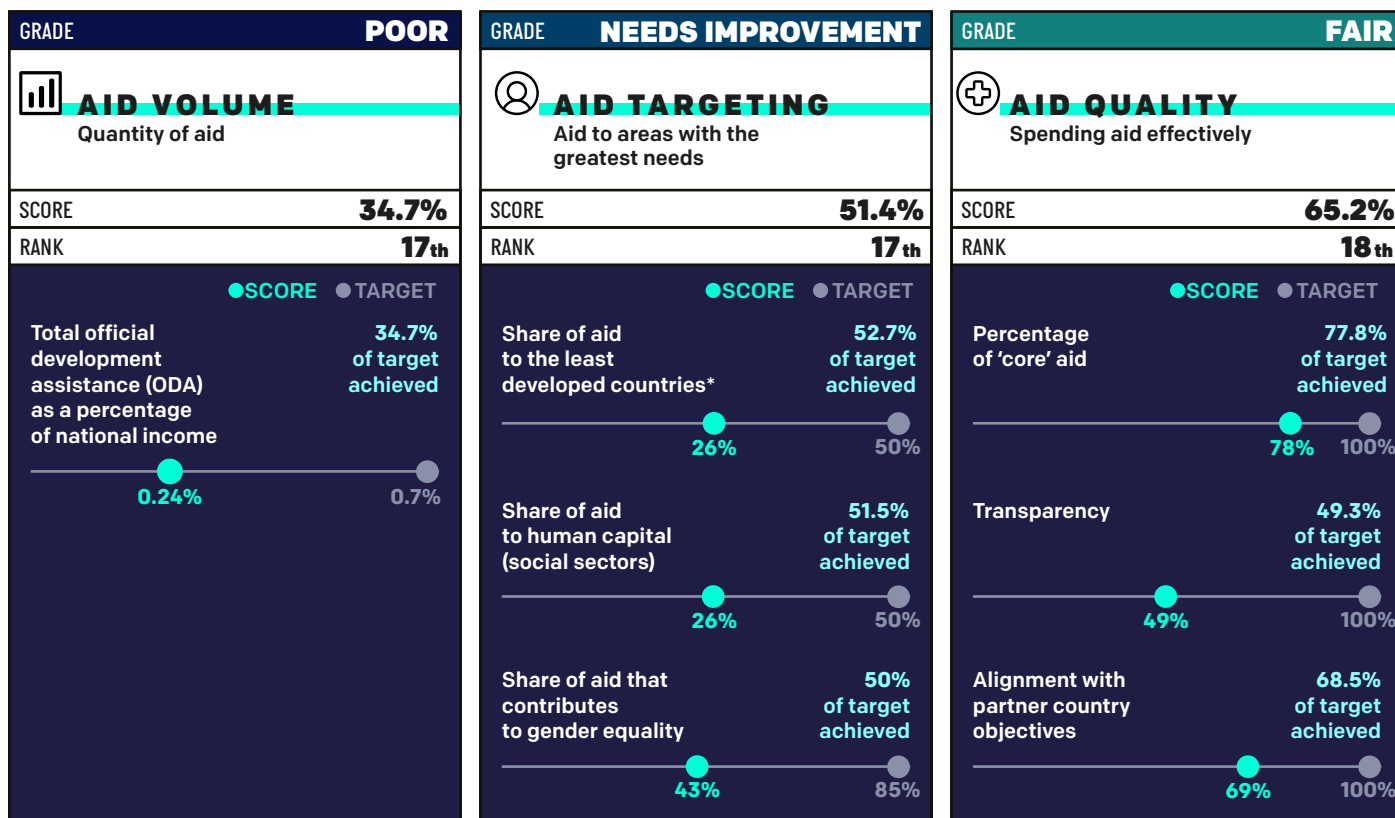 GRADE POOR
AID VOLUME
Quantity of aid
SCORE 34.7%
RANK 17th
SCORE TARGET
Total official 34.7%
development of target
assistance (ODA) achieved
as a percentage
of national income
0.24% 0.7%
GRADE NEEDS IMPROVEMENT
AID TARGETING
Aid to areas with the
greatest needs
SCORE 51.4%
RANK 17th
SCORE TARGET
Share of aid 52.7%
to the least of target
developed countries* achieved
26% 50%
Share of aid 51.5%
to human capital of target
(social sectors) achieved
26% 50%
Share of aid that 50%
contributes of target
to gender equality achieved
43% 85%
GRADE FAIR
AID QUALITY
Spending aid effectively
SCORE 65.2%
RANK 18th
SCORE TARGET
Percentage 77.8%
of ‘core’ aid of target
achieved
78% 100%
Transparency 49.3%
of target
achieved
49% 100%
Alignment with 68.5%
partner country of target
objectives achieved
69% 100%